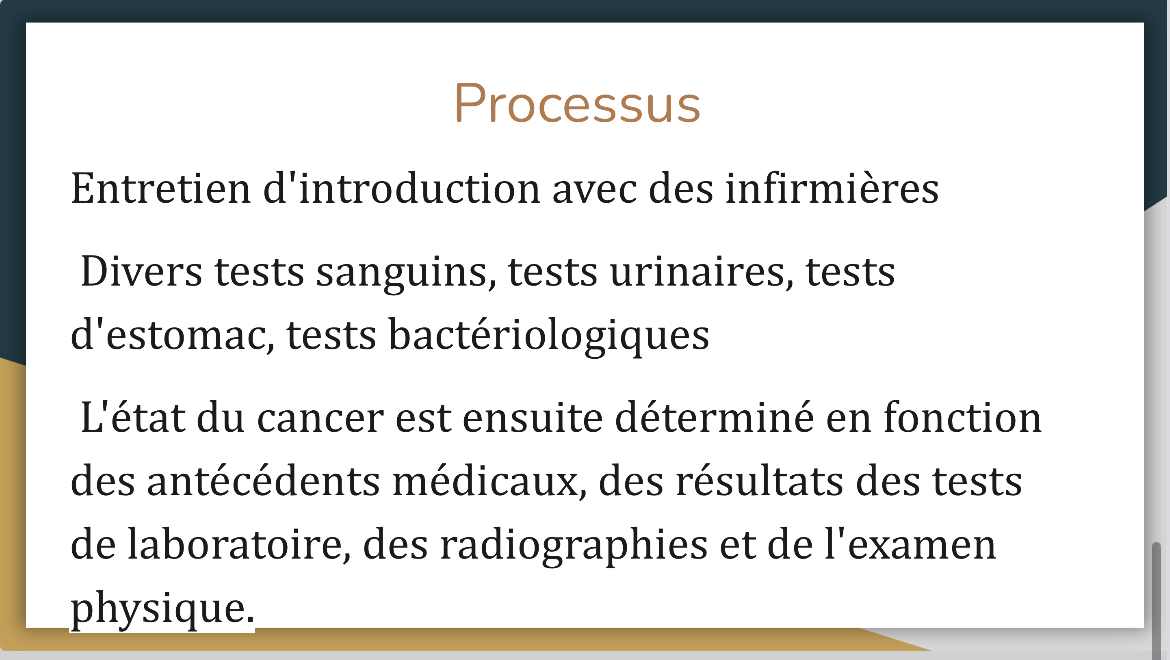 Processus
Entretien d'introduction avec des infirmières
Divers tests sanguins, tests urinaires, tests
d'estomac, tests bactériologiques
L'état du cancer est ensuite déterminé en fonction
des antécédents médicaux, des résultats des tests
de laboratoire, des radiographies et de l'examen
physique.